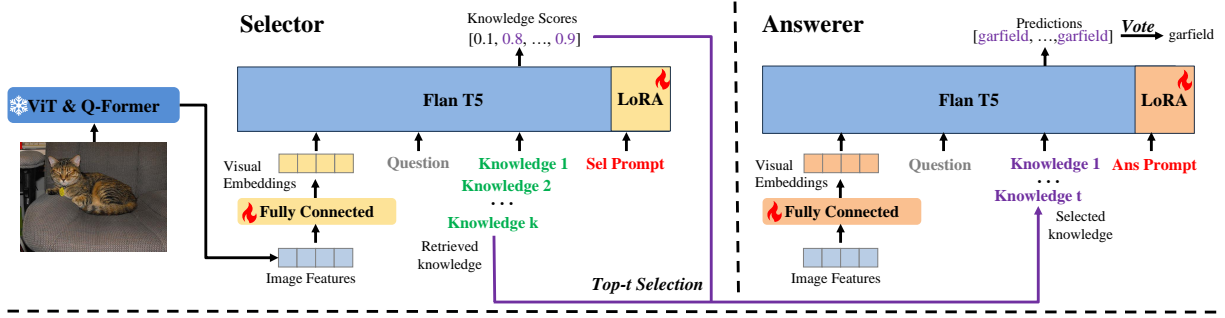 Selector
Knowledge Scores
[0.1, 0.8, …, 0.9]
Flan T5
LoRA
ViT & Q-Former
Visual
Embeddings
Question
Knowledge 1
Knowledge 2
...
Knowledge k
Sel Prompt
Fully Connected
Retrieved
knowledge
Image Features
Top-t Selection
Answerer
Predictions
[garfield, …,garfield]
Vote
garfield
Flan T5
LoRA
Visual
Embeddings
Question
Knowledge 1
...
Knowledge t
Ans Prompt
Fully Connected
Selected
knowledge
Image Features